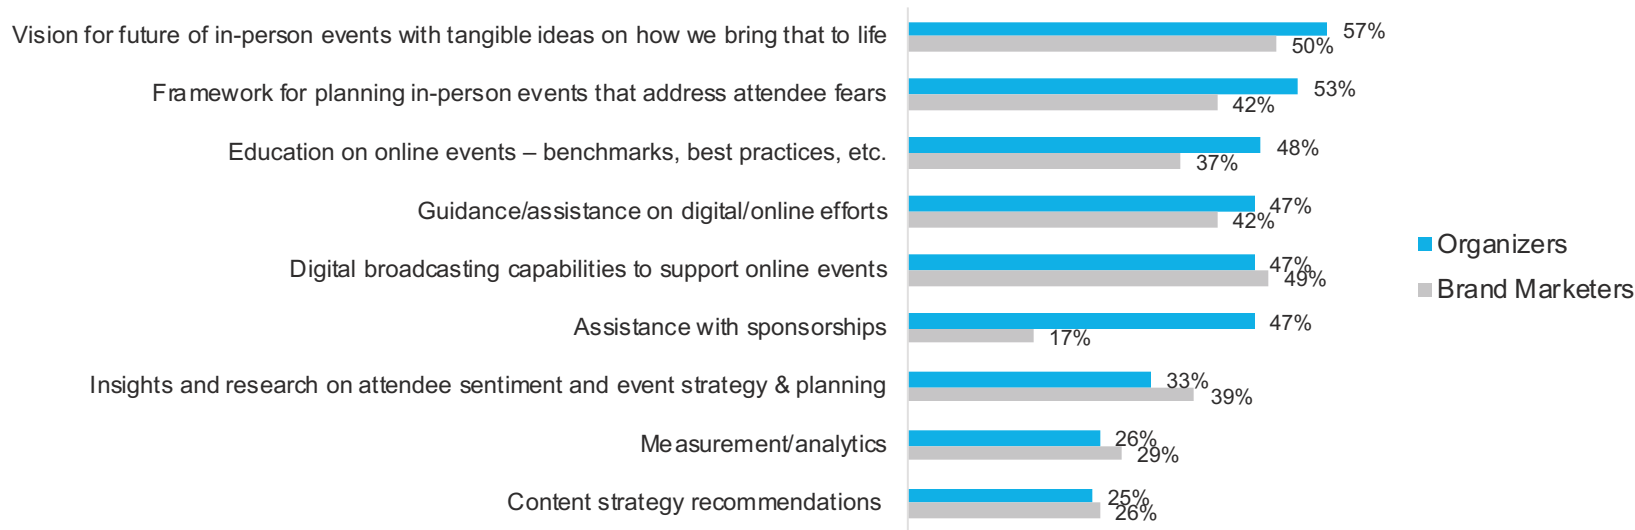 Vision for future of in-person events with tangible ideas on how we bring that to life
57%
50%
Framework for planning in-person events that address attendee fears
53%
42%
Education on online events – benchmarks, best practices, etc.
48%
37%
Guidance/assistance on digital/online efforts
47%
42%
Digital broadcasting capabilities to support online events
47%
49%
Assistance with sponsorships
47%
17%
Insights and research on attendee sentiment and event strategy & planning
33%
39%
Measurement/analytics
26%
29%
Content strategy recommendations
25%
26%
Organizers
Brand Marketers